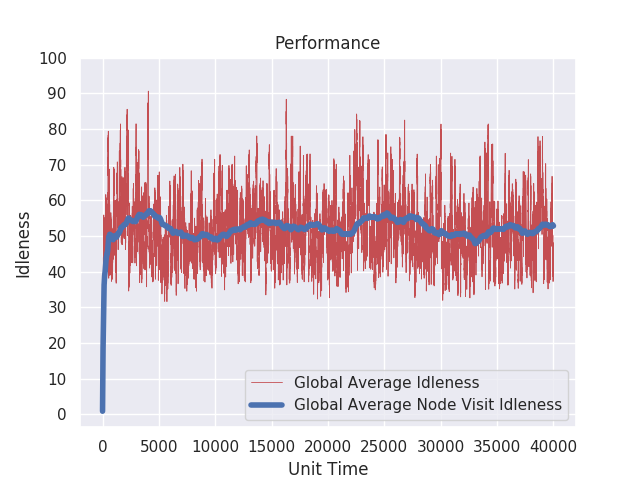 Performance
100
90
80
70
60
50
40
30
20
10
0
Idleness
Global Average Idleness
Global Average Node Visit Idleness
0 5000 10000 15000 20000 25000 30000 35000 40000
Unit Time